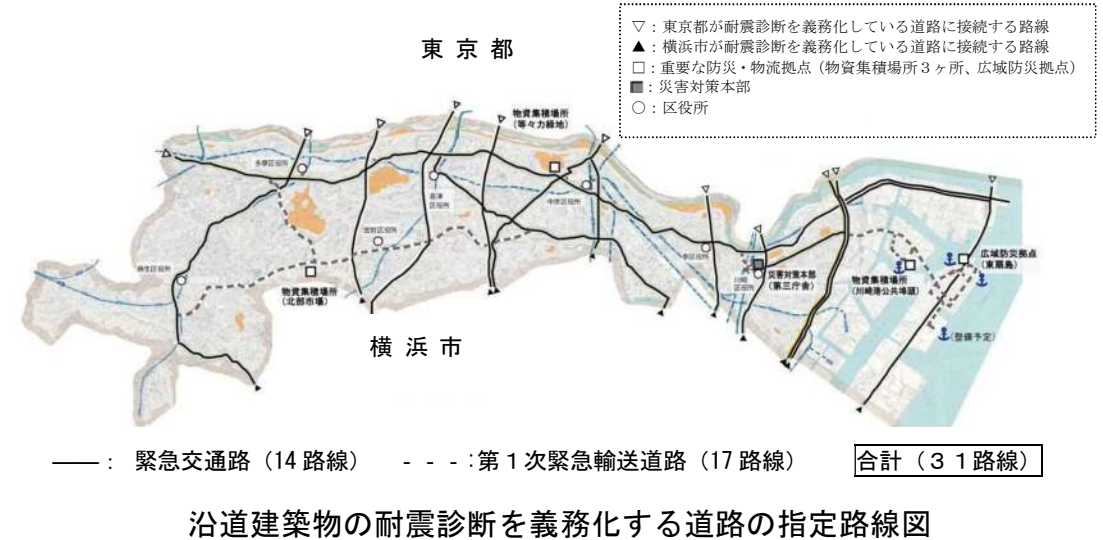 ▽：東京都が耐震診断を義務化している道路に接続する路線
▲：横浜市が耐震診断を義務化している道路に接続する路線
□：重要な防災・物流拠点（物資集積場所３ヶ所、広域防災拠点）
■：災害対策本部
○：区役所
東 京 都
物資集積場所
（等々力緑地）
多摩区役所
高津
区役所
中原区役所
宮前区役所
麻生区役所
幸区役所
物資集積場所
（北部市場）
川崎
区役所
災害対策本部
（第三庁舎）
物資集積場所
（川崎港公共埠頭）
広域防災拠点
（東扇島）
（整備予定）
横 浜 市
――： 緊急交通路（14 路線）
- - -：第１次緊急輸送道路（17 路線）
合計（３１路線）
沿道建築物の耐震診断を義務化する道路の指定路線図